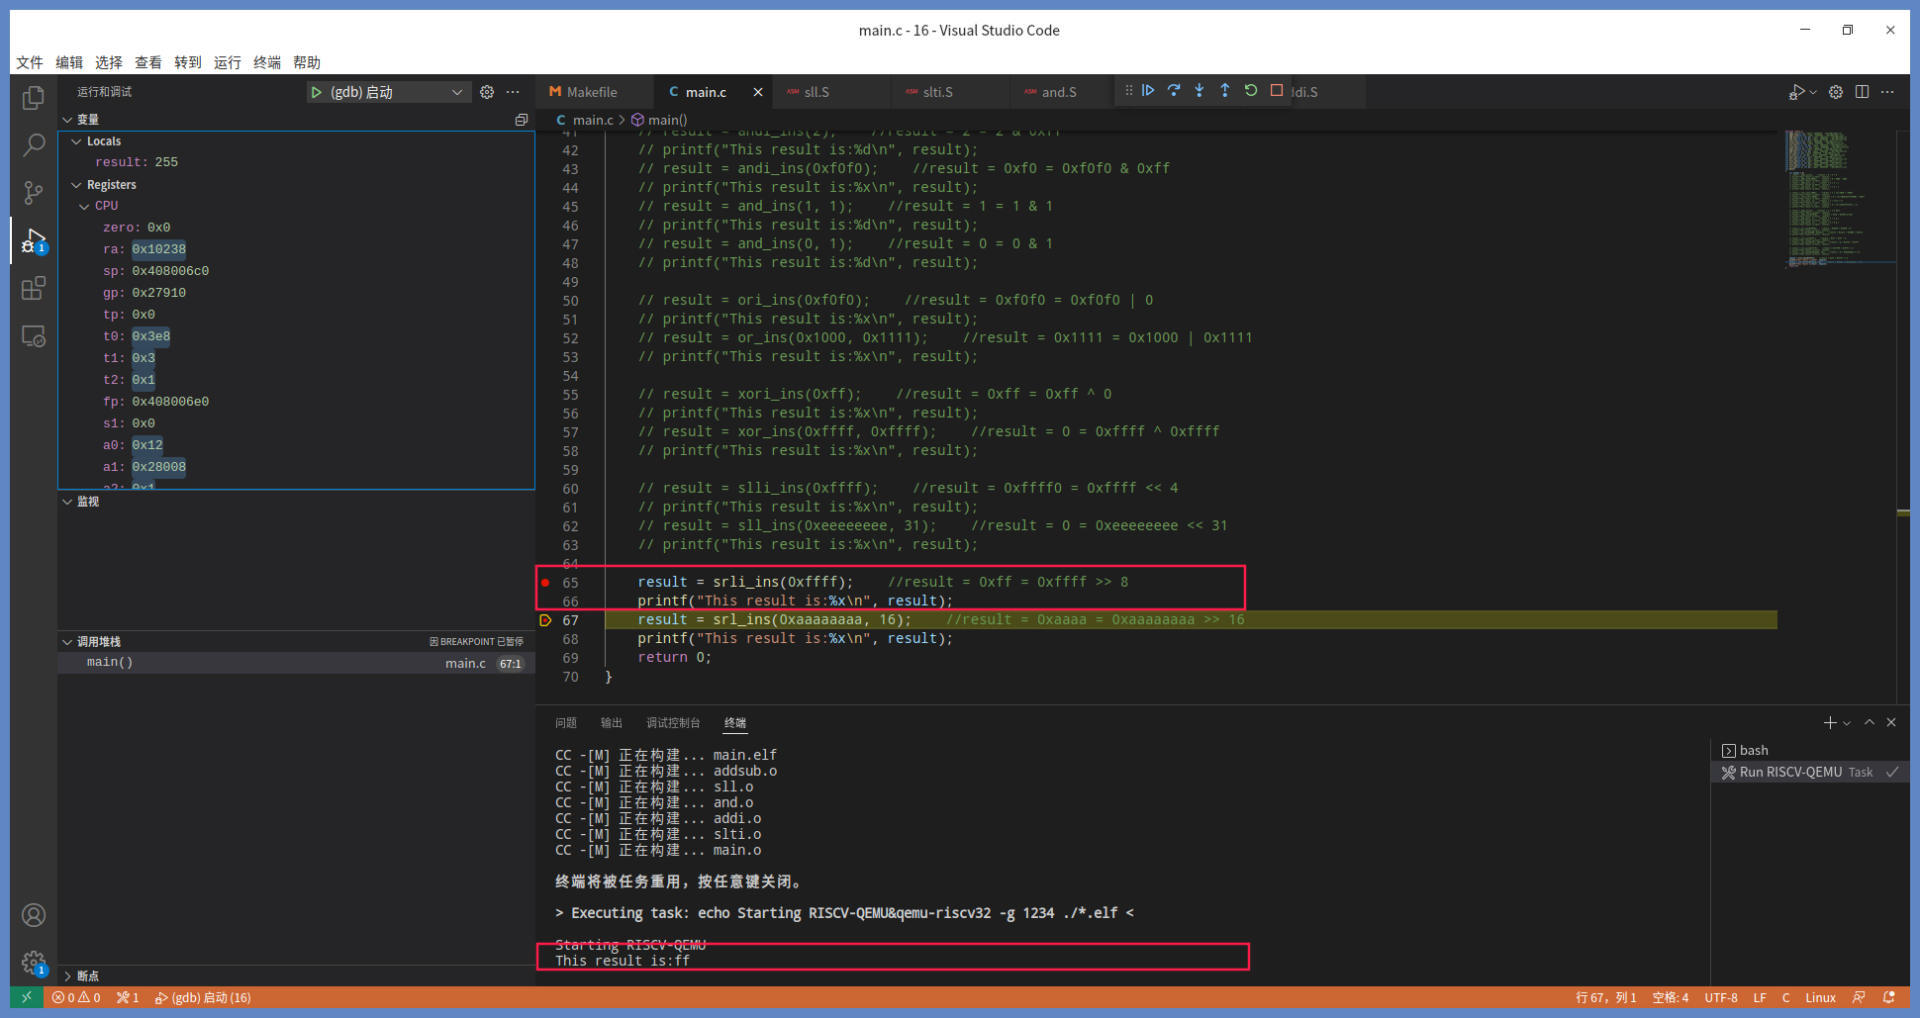 main.c - 16 - Visual Studio Code
文件 编辑 选择 查看 转到 运行 终端 帮助
运行和调试
(gdb) 启动
Makefile
main.c
sll.S
slti.S
and.S
ddi.S
main.c > main()
变量
Locals
result: 255
Registers
CPU
zero: 0x0
ra: 0x10238
sp: 0x408006c0
gp: 0x27910
tp: 0x0
t0: 0x3e8
t1: 0x3
t2: 0x1
fp: 0x408006e0
s1: 0x0
a0: 0x12
a1: 0x28008
a2: 0x1
监视
调用堆栈
因 BREAKPOINT 已暂停
main()
main.c 67:1
断点
41 // result = andi_ins(2); //result = 2 = 2 & 0xff
42 // printf("This result is:%d\n", result);
43 // result = andi_ins(0xf0f0); //result = 0xf0 = 0xf0f0 & 0xff
44 // printf("This result is:%x\n", result);
45 // result = and_ins(1, 1); //result = 1 = 1 & 1
46 // printf("This result is:%d\n", result);
47 // result = and_ins(0, 1); //result = 0 = 0 & 1
48 // printf("This result is:%d\n", result);
49
50 // result = ori_ins(0xf0f0); //result = 0xf0f0 = 0xf0f0 | 0
51 // printf("This result is:%x\n", result);
52 // result = or_ins(0x1000, 0x1111); //result = 0x1111 = 0x1000 | 0x1111
53 // printf("This result is:%x\n", result);
54
55 // result = xori_ins(0xff); //result = 0xff = 0xff ^ 0
56 // printf("This result is:%x\n", result);
57 // result = xor_ins(0xffff, 0xffff); //result = 0 = 0xffff ^ 0xffff
58 // printf("This result is:%x\n", result);
59
60 // result = slli_ins(0xffff); //result = 0xffff0 = 0xffff << 4
61 // printf("This result is:%x\n", result);
62 // result = sll_ins(0xeeeeeeee, 31); //result = 0 = 0xeeeeeeee << 31
63 // printf("This result is:%x\n", result);
64
65 result = srli_ins(0xffff); //result = 0xff = 0xffff >> 8
66 printf("This result is:%x\n", result);
67 result = srl_ins(0xaaaaaaaa, 16); //result = 0xaaaa = 0xaaaaaaaa >> 16
68 printf("This result is:%x\n", result);
69 return 0;
70 }
问题 输出 调试控制台 终端
CC -[M] 正在构建... main.elf
CC -[M] 正在构建... addsub.o
CC -[M] 正在构建... sll.o
CC -[M] 正在构建... and.o
CC -[M] 正在构建... addi.o
CC -[M] 正在构建... slti.o
CC -[M] 正在构建... main.o
终端将被任务重用，按任意键关闭。
> Executing task: echo Starting RISCV-QEMU&qemu-riscv32 -g 1234 ./*.elf <
Starting RISCV-QEMU
This result is:ff
bash
Run RISCV-QEMU Task
0 0 1 (gdb) 启动 (16)
行 67，列 1 空格: 4 UTF-8 LF C Linux